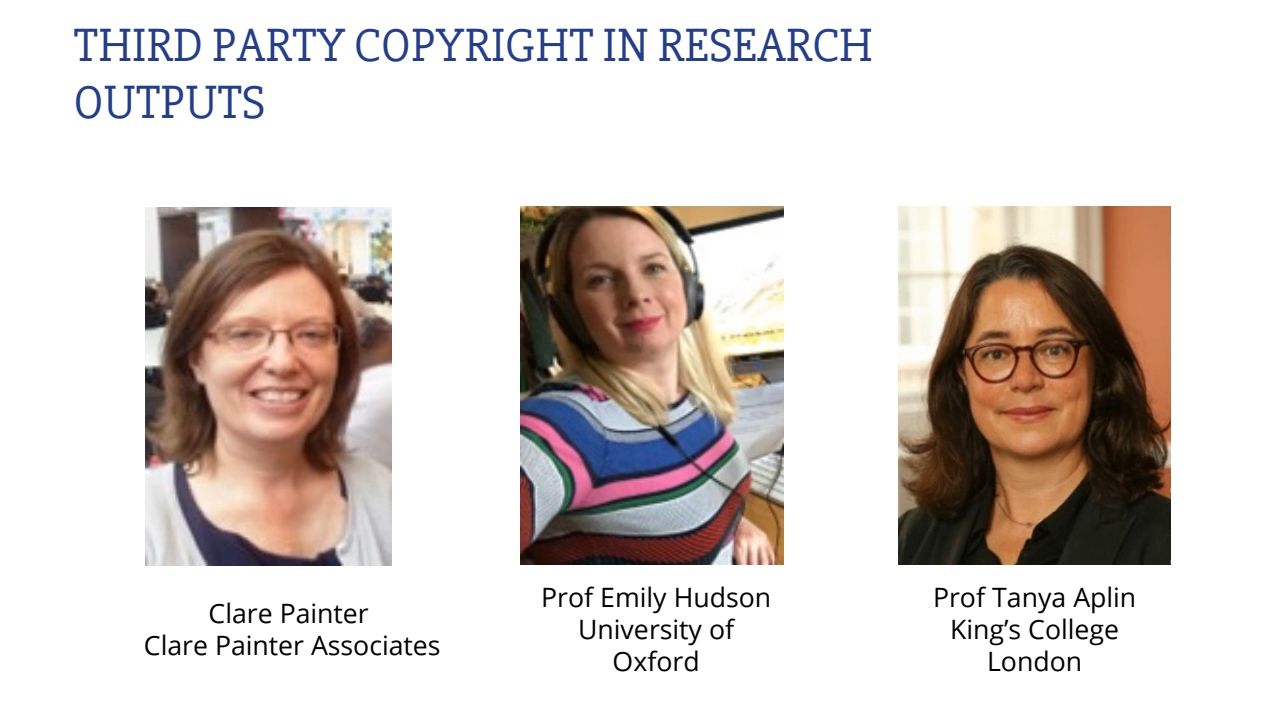 THIRD PARTY COPYRIGHT IN RESEARCH
OUTPUTS
Clare Painter
Clare Painter Associates
Prof Emily Hudson
University of
Oxford
Prof Tanya Aplin
King’s College
London